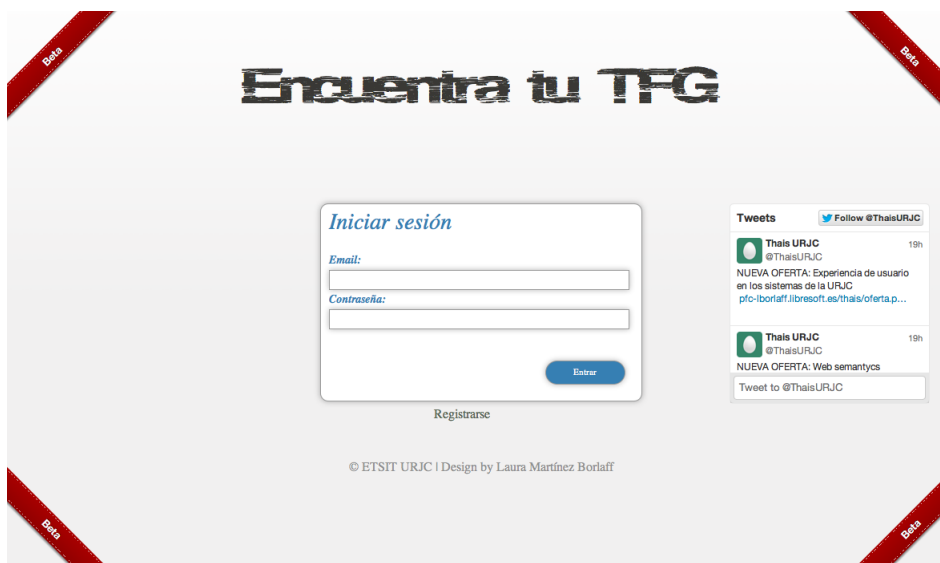 Beta
Beta
Encuentra tu TFG
Iniciar sesión
Email:
Contraseña:
Entrar
Registrarse
Tweets
Follow @ThaisURJC
Thais URJC
19h
@ThaisURJC
NUEVA OFERTA: Experiencia de usuario
en los sistemas de la URJC
pfc-lborlaff.libresoft.es/thais/oferta.p...
Thais URJC
19h
@ThaisURJC
NUEVA OFERTA: Web semantycs
Tweet to @ThaisURJC
© ETSIT URJC | Design by Laura Martínez Borlaff
Beta
Beta